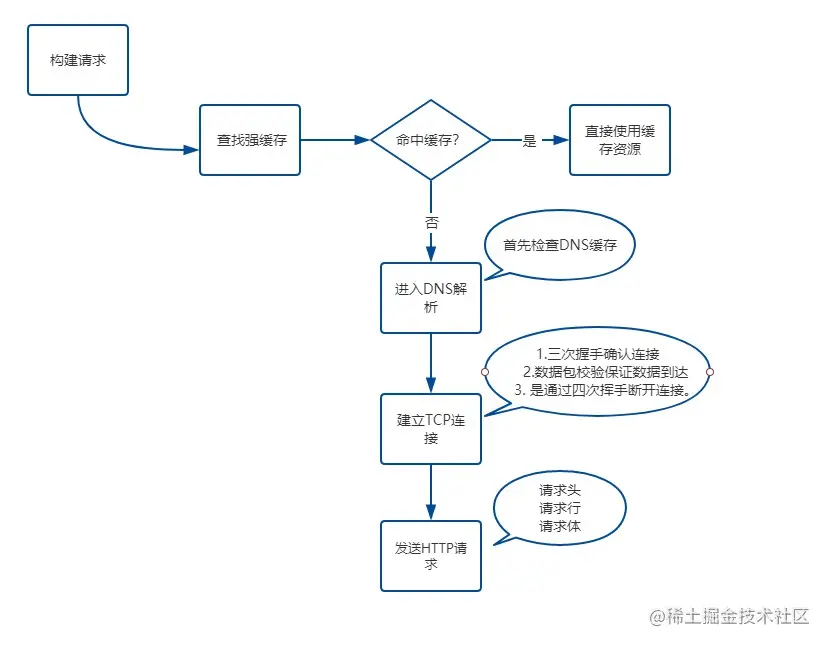 构建请求
查找强缓存
命中缓存?
是
直接使用缓
存资源
否
首先检查DNS缓存
进入DNS解
析
1.三次握手确认连接
2.数据包校验保证数据到达
3. 是通过四次挥手断开连接。
建立TCP连
接
请求头
请求行
请求体
发送HTTP请
求
@稀土掘金技术社区